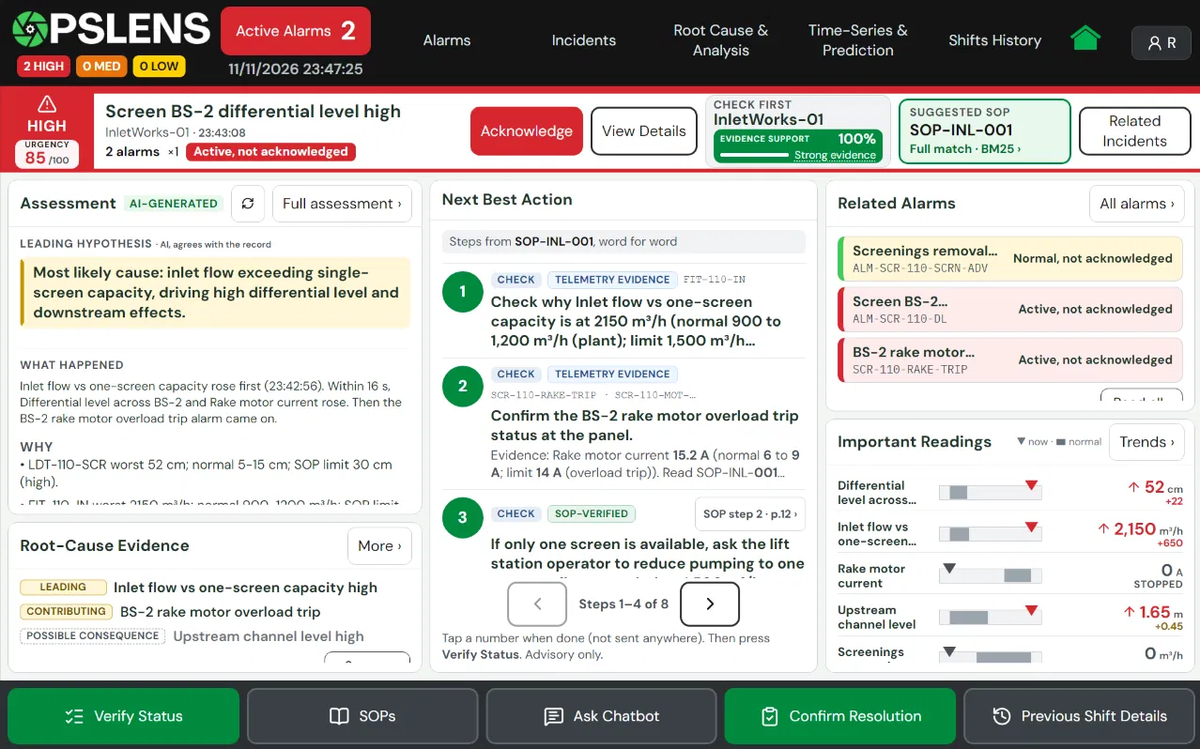 OPSLENS
Active Alarms 2
2 HIGH
0 MED
0 LOW
11/11/2026 23:47:25
Alarms
Incidents
Root Cause &
Analysis
Time-Series &
Prediction
Shifts History
R
HIGH
URGENCY
85 /100
Screen BS-2 differential level high
InletWorks-01 · 23:43:08
2 alarms ×1 Active, not acknowledged
Acknowledge
View Details
CHECK FIRST
InletWorks-01
EVIDENCE SUPPORT 100%
Strong evidence
SUGGESTED SOP
SOP-INL-001
Full match · BM25 ›
Related
Incidents
Assessment AI-GENERATED
Full assessment ›
LEADING HYPOTHESIS · AI, agrees with the record
Most likely cause: inlet flow exceeding single-
screen capacity, driving high differential level and
downstream effects.
WHAT HAPPENED
Inlet flow vs one-screen capacity rose first (23:42:56). Within 16 s,
Differential level across BS-2 and Rake motor current rose. Then the
BS-2 rake motor overload trip alarm came on.
WHY
• LDT-110-SCR worst 52 cm; normal 5-15 cm; SOP limit 30 cm
(high).
• FIT-110-IN worst 2150 m³/h; normal 900-1200 m³/h; SOP limit
Root-Cause Evidence
More ›
LEADING Inlet flow vs one-screen capacity high
CONTRIBUTING BS-2 rake motor overload trip
POSSIBLE CONSEQUENCE Upstream channel level high
Next Best Action
Steps from SOP-INL-001, word for word
1
CHECK TELEMETRY EVIDENCE FIT-110-IN
Check why Inlet flow vs one-screen
capacity is at 2150 m³/h (normal 900 to
1,200 m³/h (plant); limit 1,500 m³/h...
2
CHECK TELEMETRY EVIDENCE
SCR-110-RAKE-TRIP · SCR-110-MOT-…
Confirm the BS-2 rake motor overload trip
status at the panel.
Evidence: Rake motor current 15.2 A (normal 6 to 9
A; limit 14 A (overload trip)). Read SOP-INL-001...
3
CHECK SOP-VERIFIED
SOP step 2 · p.12 ›
If only one screen is available, ask the lift
station operator to reduce pumping to one
‹ Steps 1–4 of 8 ›
Tap a number when done (not sent anywhere). Then press
Verify Status. Advisory only.
Related Alarms
All alarms ›
Screenings removal...
ALM-SCR-110-SCRN-ADV
Normal, not acknowledged
Screen BS-2...
ALM-SCR-110-DL
Active, not acknowledged
BS-2 rake motor...
SCR-110-RAKE-TRIP
Active, not acknowledged
Important Readings
▼ now · ■ normal
Trends ›
Differential
level across...
↑ 52 cm
+22
Inlet flow vs
one-screen...
↑ 2,150 m³/h
+650
Rake motor
current
0 A
STOPPED
Upstream
channel level
↑ 1.65 m
+0.45
Screenings
0 m³/h
Verify Status
SOPs
Ask Chatbot
Confirm Resolution
Previous Shift Details